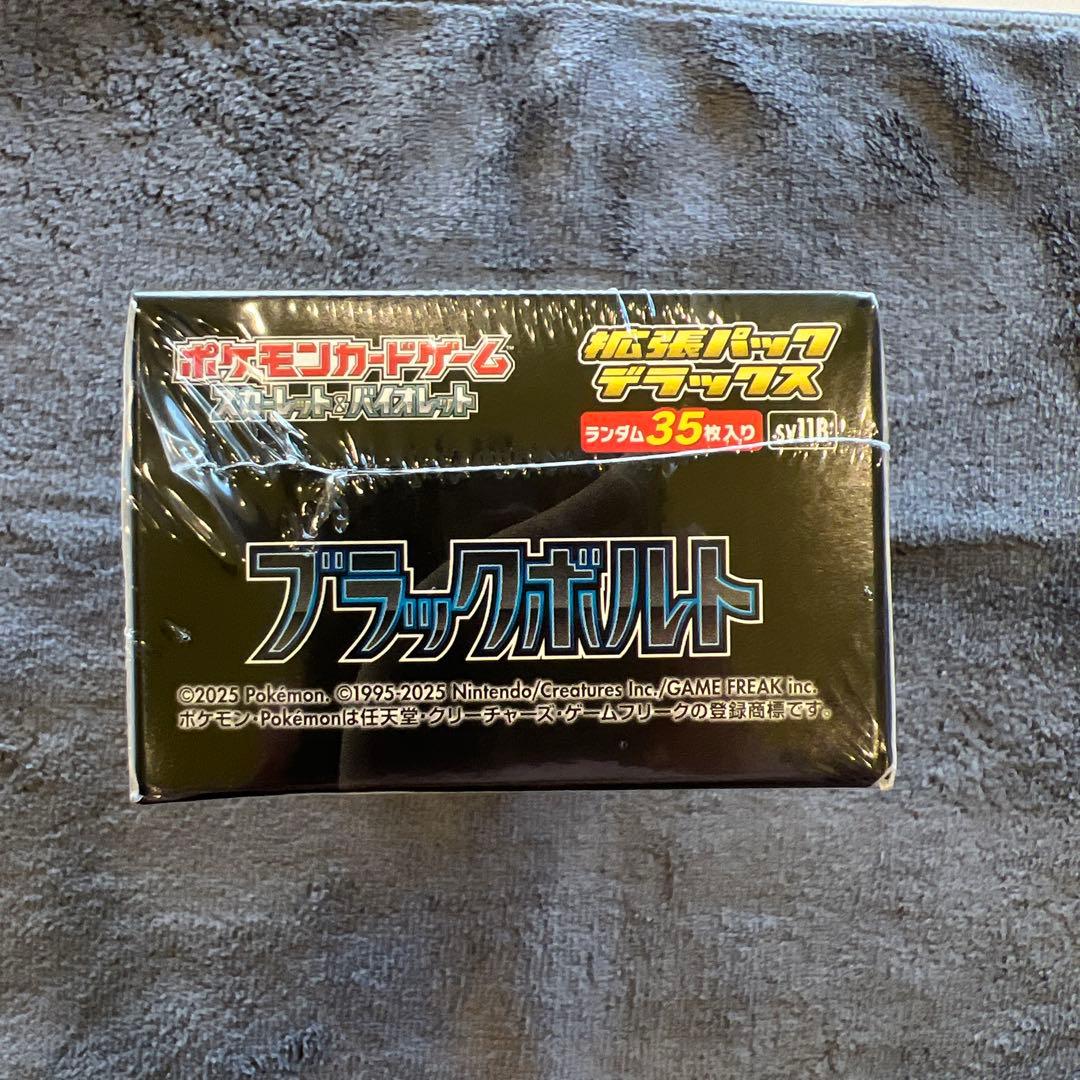 ポケモンカードゲーム™
スカーレット&バイオレット
拡張パック
デラックス
ランダム35枚入り
sv11B
ブラックボルト
©2025 Pokémon. ©1995-2025 Nintendo/Creatures Inc./GAME FREAK inc.
ポケモン・Pokémonは任天堂・クリーチャーズ・ゲームフリークの登録商標です。